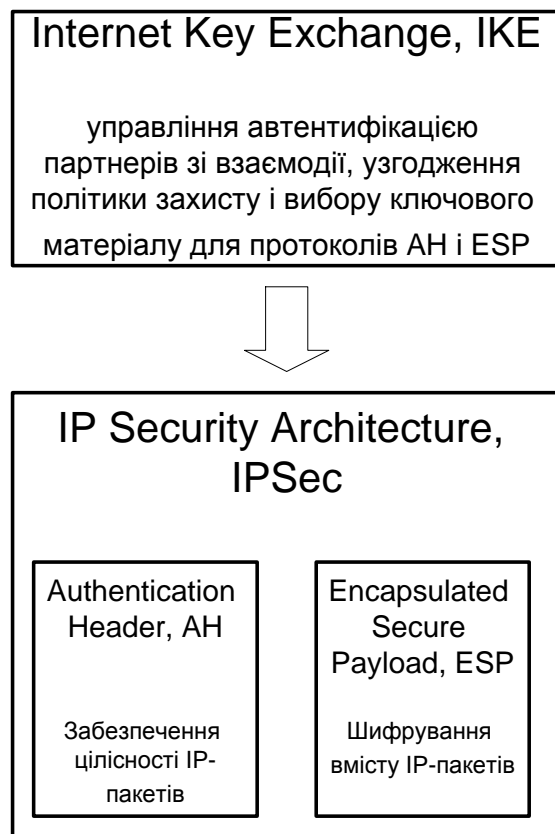 Internet Key Exchange, IKE
управління автентифікацією
партнерів зі взаємодії, узгодження
політики захисту і вибору ключового
матеріалу для протоколів АН і ESP
IP Security Architecture,
IPSec
Authentication
Header, AH
Забезпечення
цілісності IP-
пакетів
Encapsulated
Secure
Payload, ESP
Шифрування
вмісту IP-пакетів